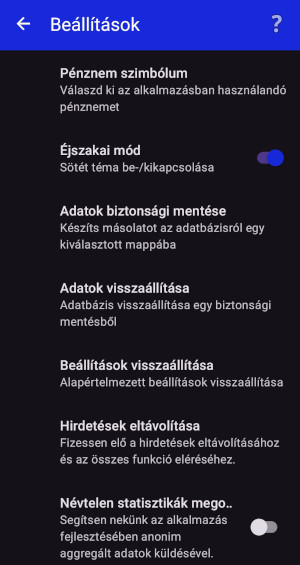 Beállítások ?
Pénznem szimbólum
Válaszd ki az alkalmazásban használandó
pénznemet
Éjszakai mód
Sötét téma be-/kikapcsolása
Adatok biztonsági mentése
Készíts másolatot az adatbázisról egy
kiválasztott mappába
Adatok visszaállítása
Adatbázis visszaállítása egy biztonsági
mentésből
Beállítások visszaállítása
Alapértelmezett beállítások visszaállítása
Hirdetések eltávolítása
Fizessen elő a hirdetések eltávolításához
és az összes funkció eléréséhez.
Névtelen statisztikák mego..
Segítsen nekünk az alkalmazás
fejlesztésében anonim
aggregált adatok küldésével.